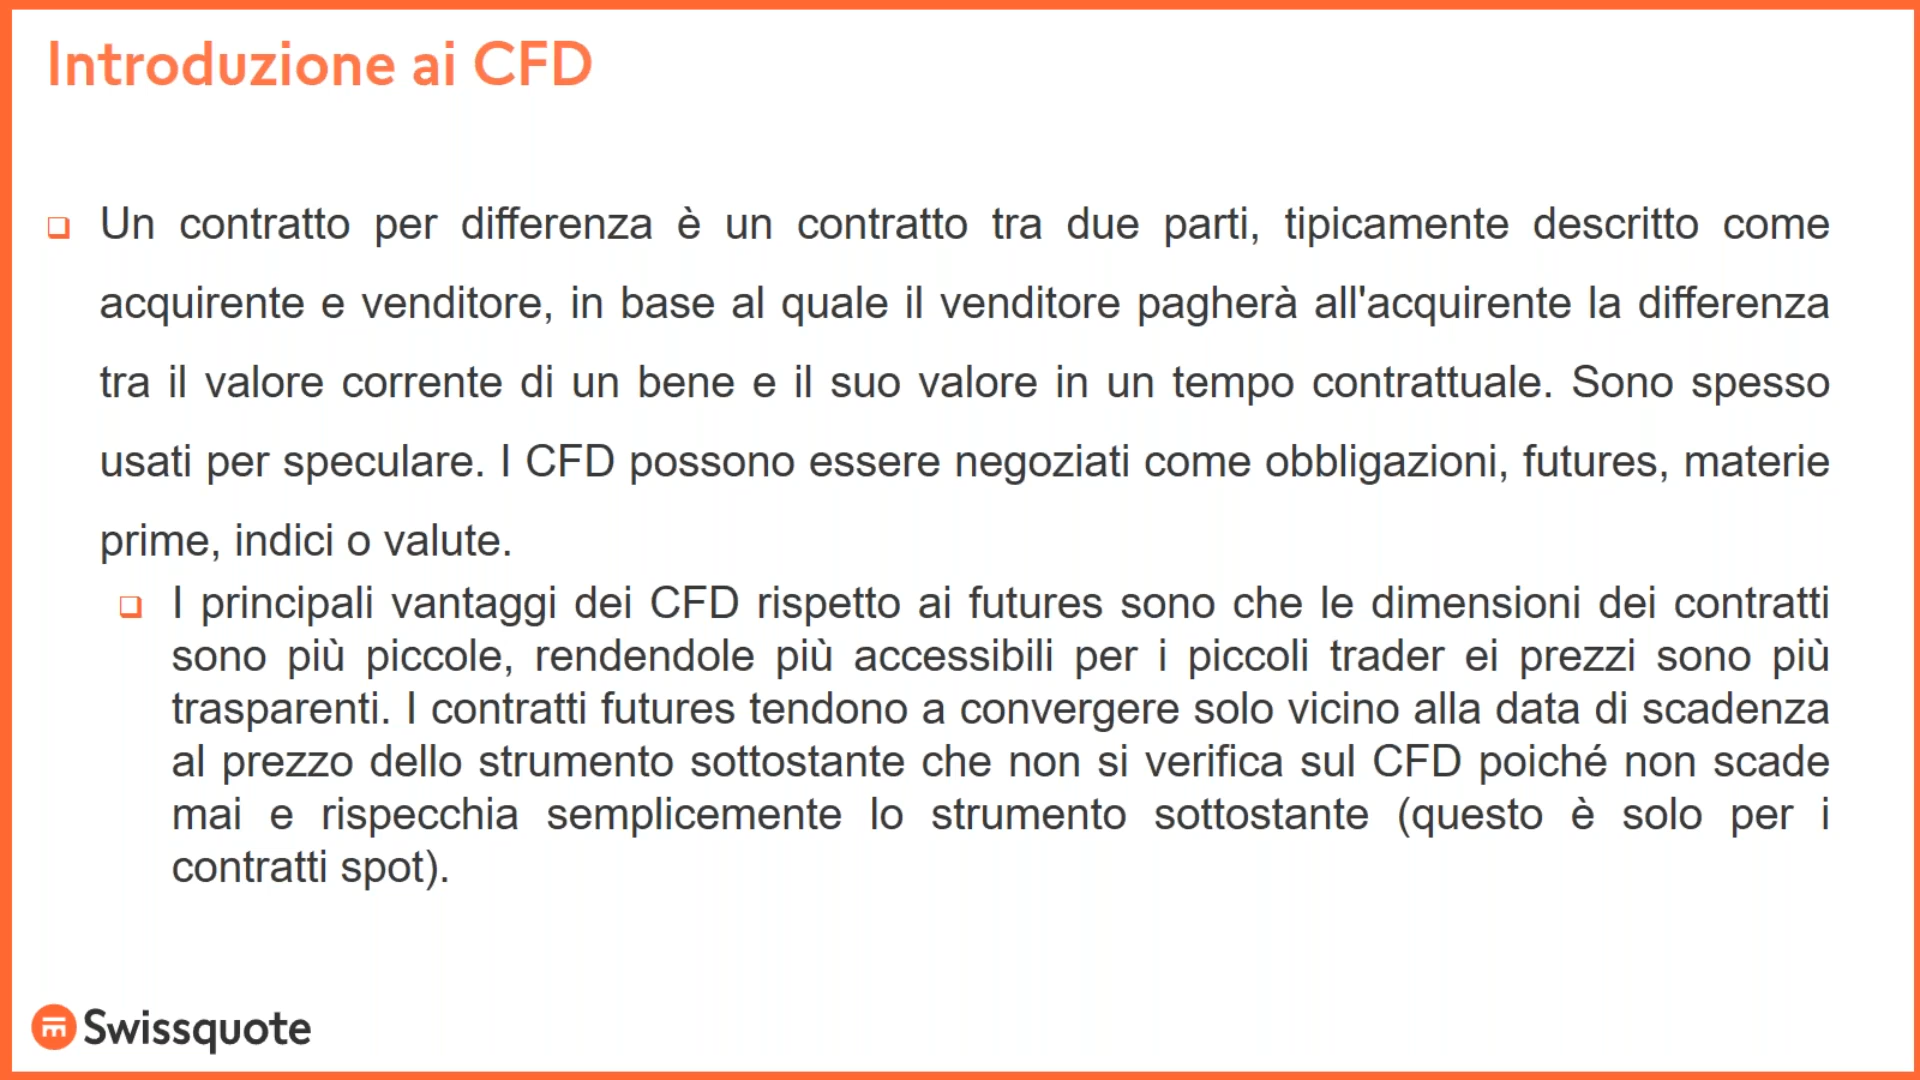 Introduzione ai CFD
Un contratto per differenza è un contratto tra due parti, tipicamente descritto come
acquirente e venditore, in base al quale il venditore pagherà all'acquirente la differenza
tra il valore corrente di un bene e il suo valore in un tempo contrattuale. Sono spesso
usati per speculare. I CFD possono essere negoziati come obbligazioni, futures, materie
prime, indici o valute.
I principali vantaggi dei CFD rispetto ai futures sono che le dimensioni dei contratti
sono più piccole, rendendole più accessibili per i piccoli trader ei prezzi sono più
trasparenti. I contratti futures tendono a convergere solo vicino alla data di scadenza
al prezzo dello strumento sottostante che non si verifica sul CFD poiché non scade
mai e rispecchia semplicemente lo strumento sottostante (questo è solo per i
contratti spot).
Swissquote